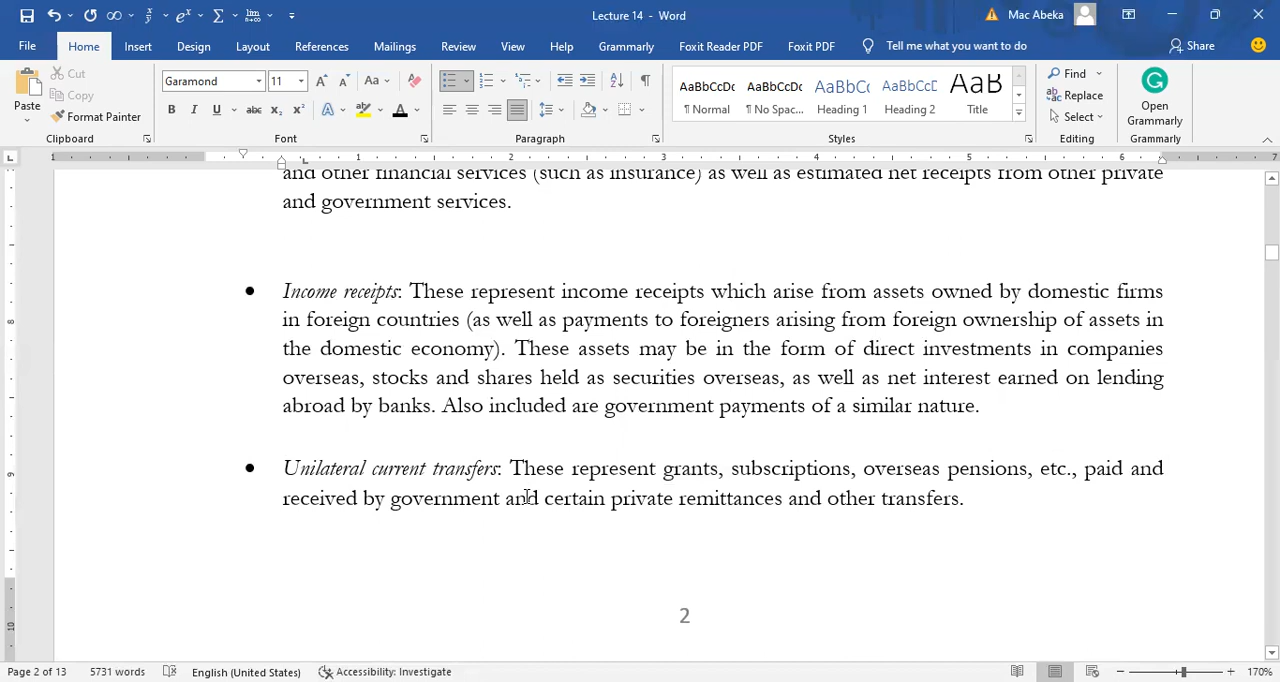 Lecture 14 - Word
Mac Abeka
File Home Insert Design Layout References Mailings Review View Help Grammarly Foxit Reader PDF Foxit PDF Tell me what you want to do Share
Paste
Cut
Copy
Format Painter
Clipboard
Garamond 11
Font
Paragraph
AaBbCcDc AaBbCcDc AaBbCc AaBbCcD AaB
¶ Normal ¶ No Spac... Heading 1 Heading 2 Title
Styles
Find
Replace
Select
Editing
Open
Grammarly
Grammarly
1 1 2 3 4 5 6 7
and other financial services (such as insurance) as well as estimated net receipts from other private
and government services.
• Income receipts: These represent income receipts which arise from assets owned by domestic firms
in foreign countries (as well as payments to foreigners arising from foreign ownership of assets in
the domestic economy). These assets may be in the form of direct investments in companies
overseas, stocks and shares held as securities overseas, as well as net interest earned on lending
abroad by banks. Also included are government payments of a similar nature.
• Unilateral current transfers: These represent grants, subscriptions, overseas pensions, etc., paid and
received by government and certain private remittances and other transfers.
2
Page 2 of 13 5731 words English (United States) Accessibility: Investigate 170%